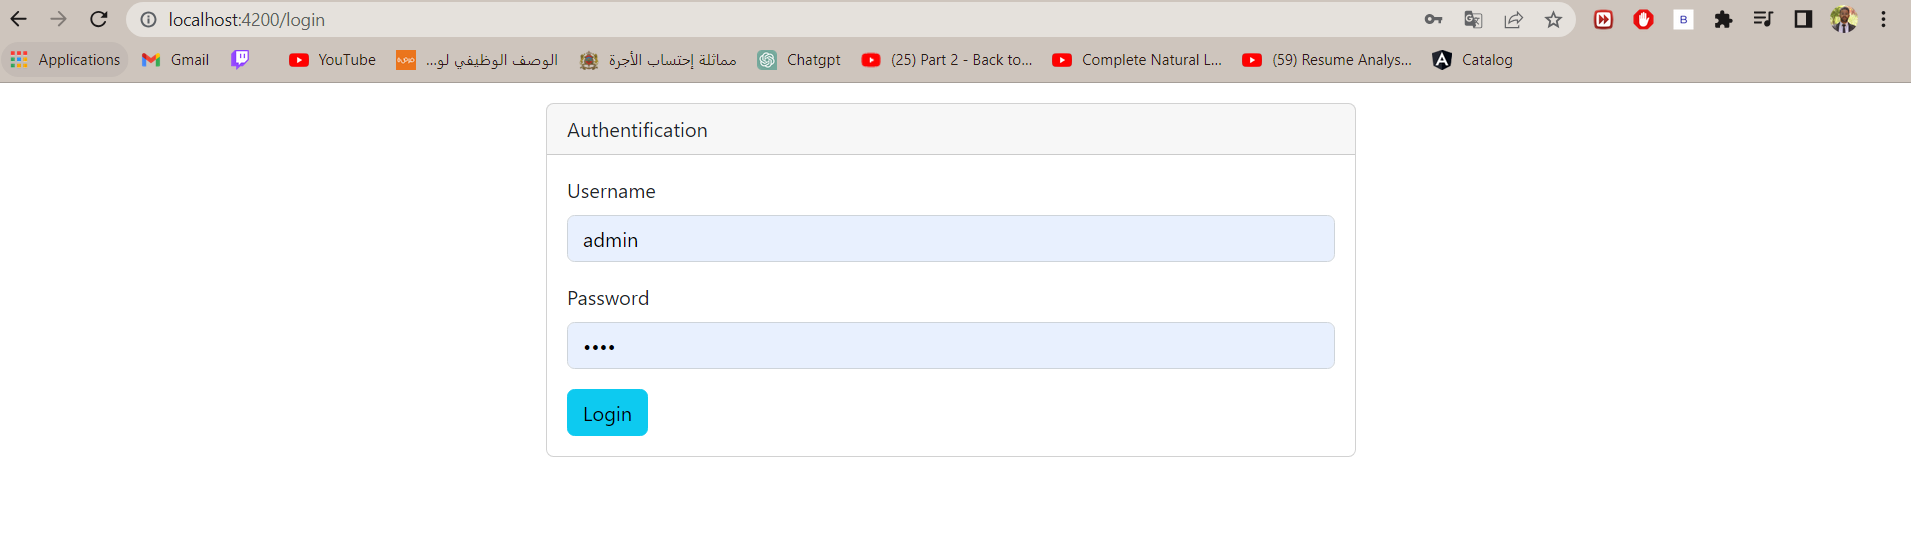 localhost:4200/login
Applications Gmail YouTube الوصف الوظيفي لو... مماثلة إحتساب الأجرة Chatgpt (25) Part 2 - Back to... Complete Natural L... (59) Resume Analys... Catalog
Authentification
Username
admin
Password
••••
Login